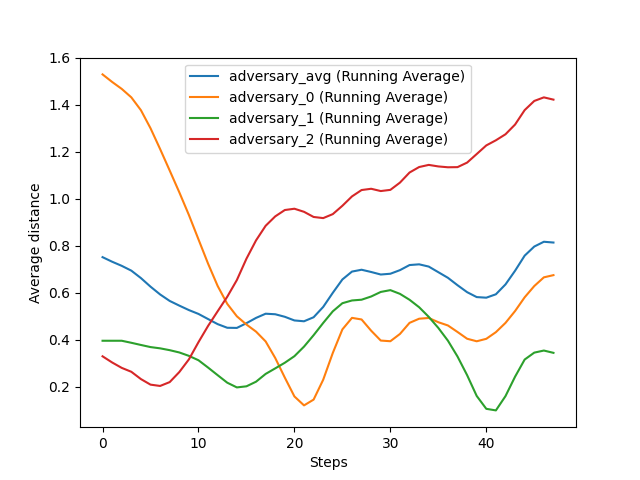 adversary_avg (Running Average)
adversary_0 (Running Average)
adversary_1 (Running Average)
adversary_2 (Running Average)
Average distance
1.6
1.4
1.2
1.0
0.8
0.6
0.4
0.2
0 10 20 30 40
Steps